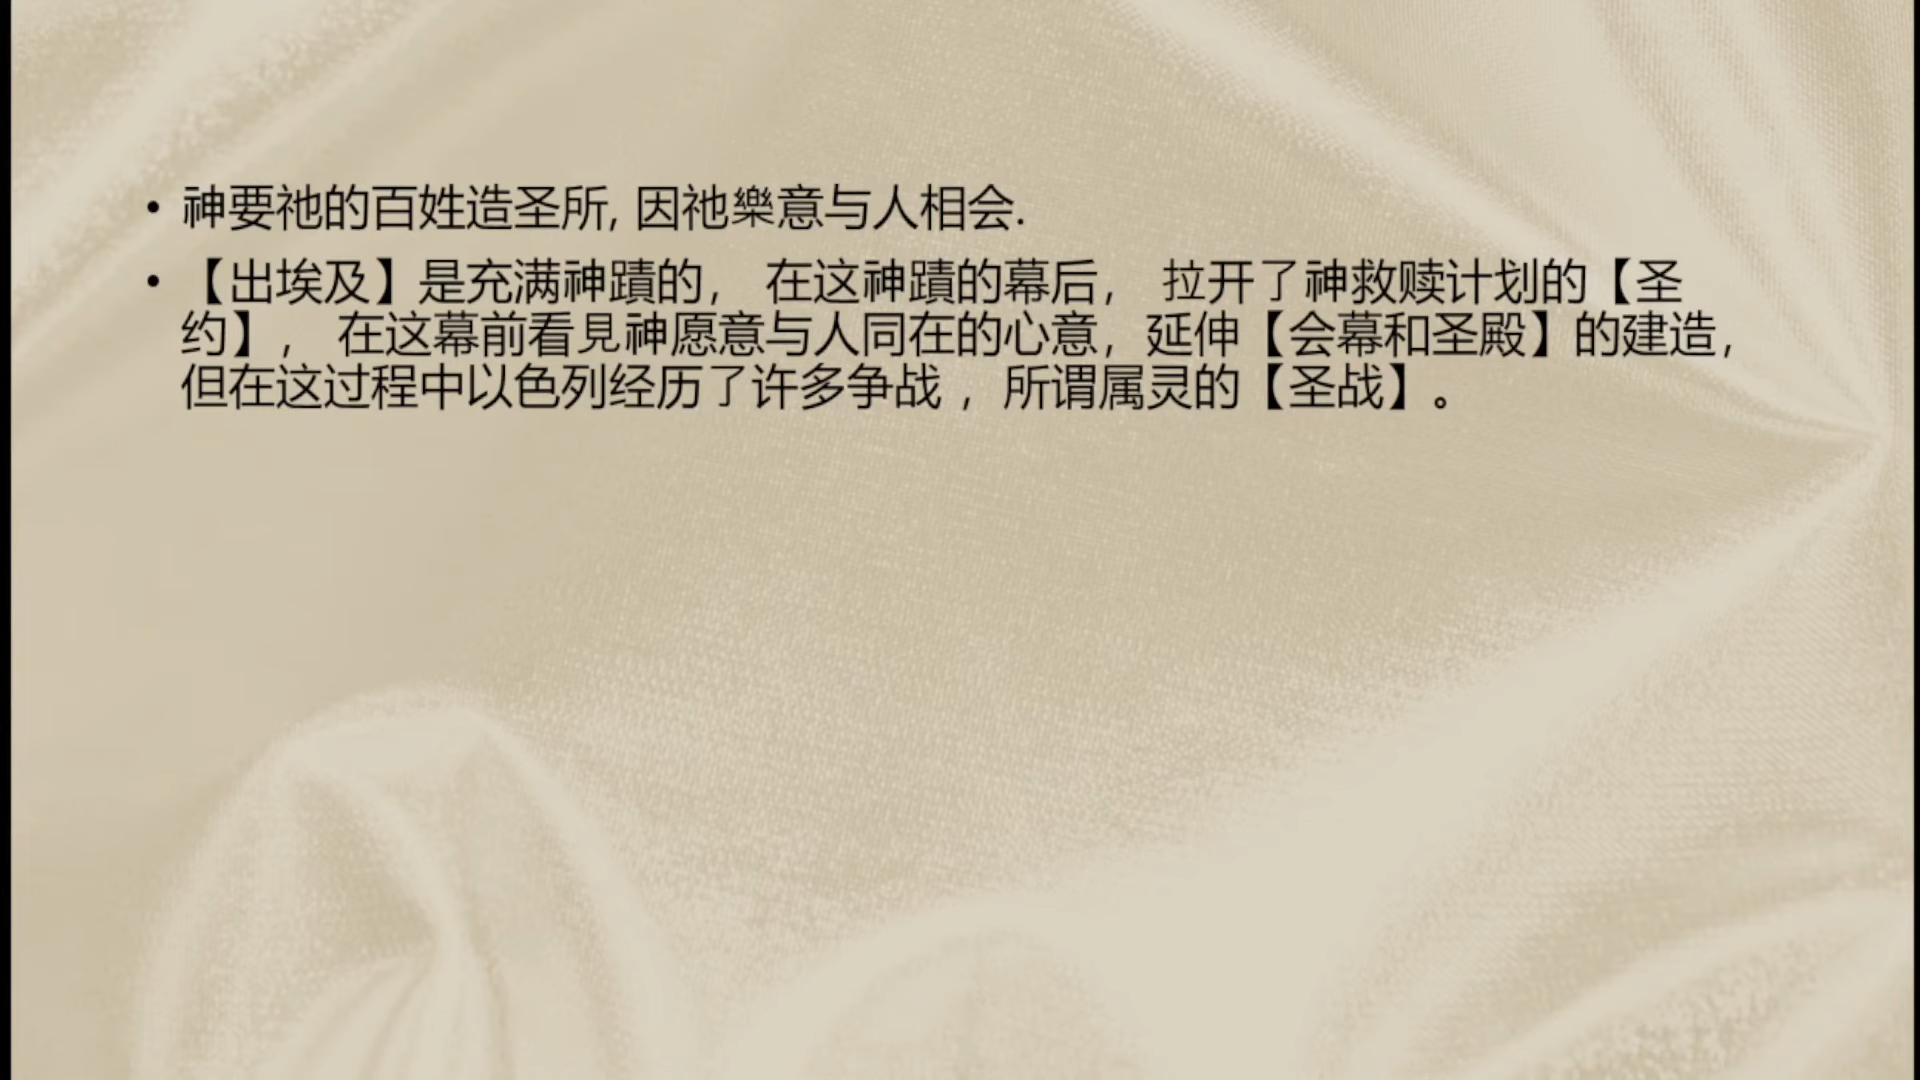 • 神要祂的百姓造圣所, 因祂樂意与人相会.
• 【出埃及】是充满神蹟的， 在这神蹟的幕后， 拉开了神救赎计划的【圣
约】， 在这幕前看見神愿意与人同在的心意，延伸【会幕和圣殿】的建造，
但在这过程中以色列经历了许多争战 ，所谓属灵的【圣战】。